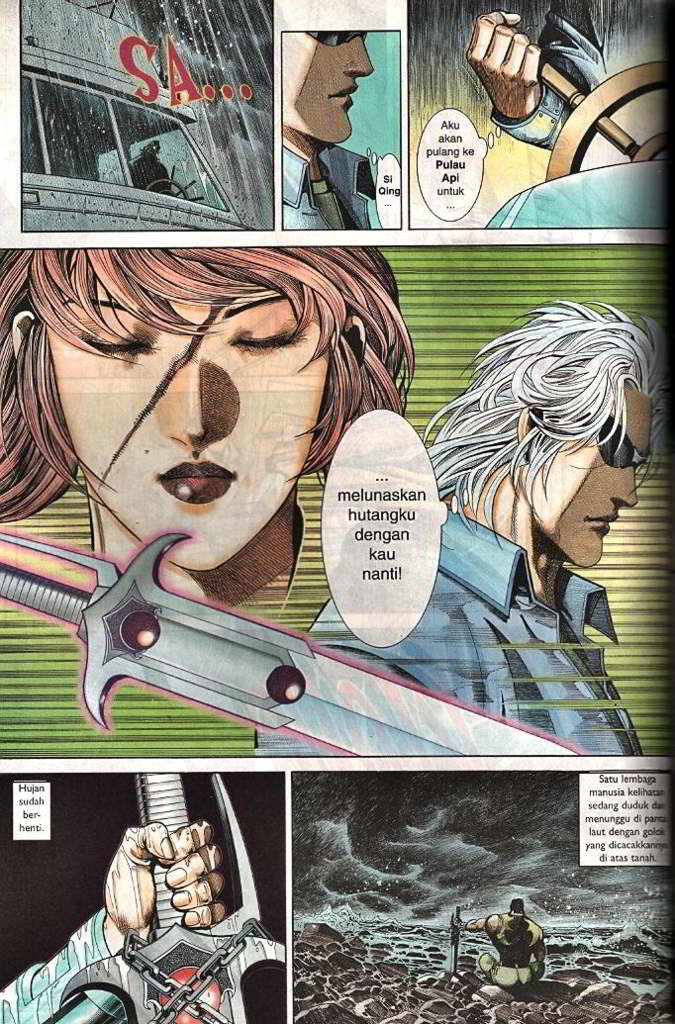 SA...
Si
Qing
...
Aku
akan
pulang ke
Pulau
Api
untuk
...
...
melunaskan
hutangku
dengan
kau
nanti!
Hujan
sudah
ber-
henti.
Satu lembaga
manusia kelihatan
sedang duduk dan
menunggu di pantai
laut dengan golok
yang dicacakkannya
di atas tanah.